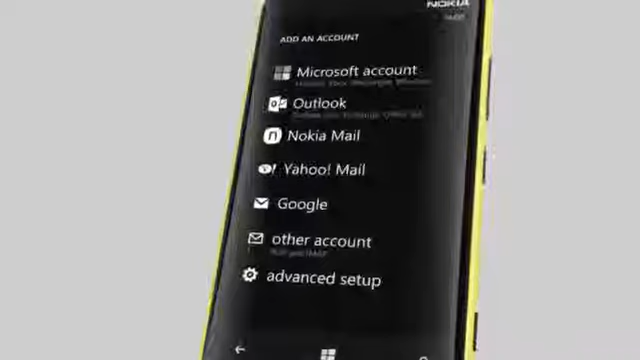 NOKIA
ADD AN ACCOUNT
Microsoft account
Outlook
Nokia Mail
Yahoo! Mail
Google
other account
advanced setup